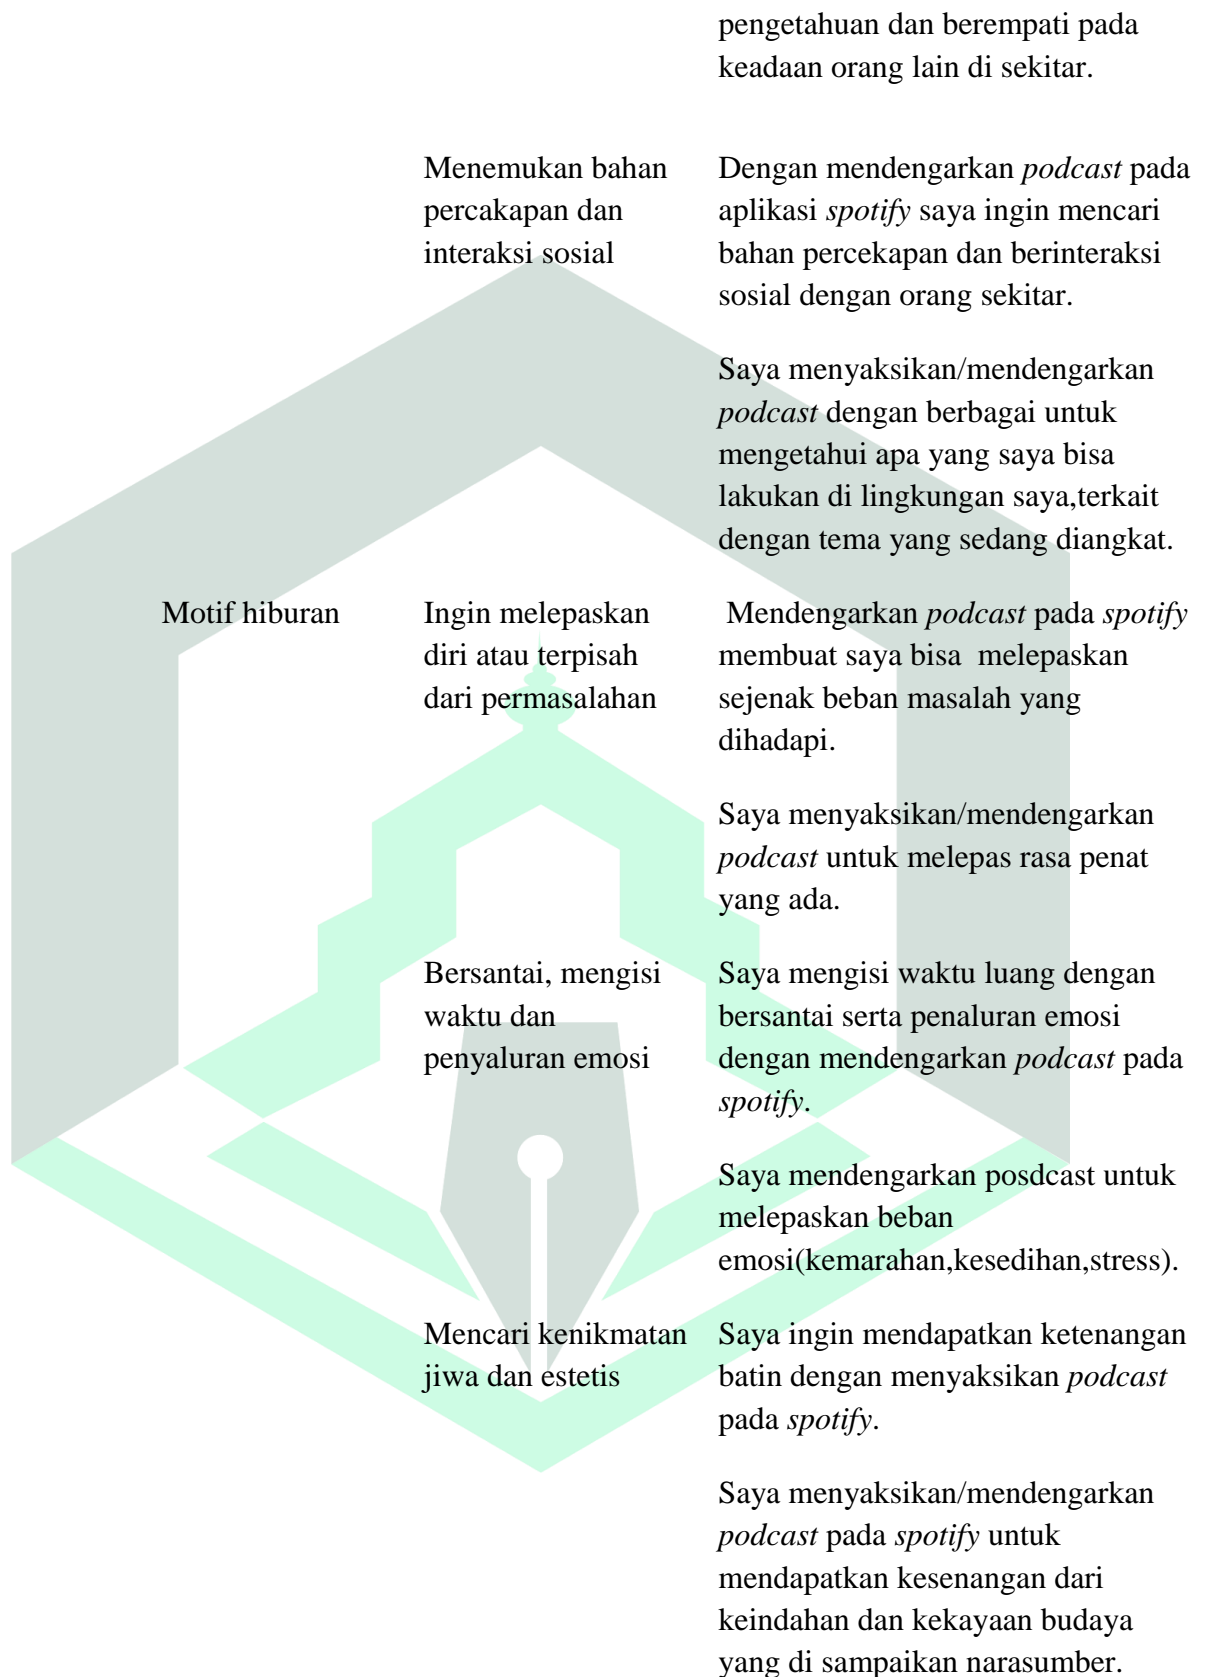 pengetahuan dan berempati pada
keadaan orang lain di sekitar.
Menemukan bahan
percakapan dan
interaksi sosial
Dengan mendengarkan podcast pada
aplikasi spotify saya ingin mencari
bahan percekapan dan berinteraksi
sosial dengan orang sekitar.
Saya menyaksikan/mendengarkan
podcast dengan berbagai untuk
mengetahui apa yang saya bisa
lakukan di lingkungan saya,terkait
dengan tema yang sedang diangkat.
Motif hiburan
Ingin melepaskan
diri atau terpisah
dari permasalahan
Mendengarkan podcast pada spotify
membuat saya bisa  melepaskan
sejenak beban masalah yang
dihadapi.
Saya menyaksikan/mendengarkan
podcast untuk melepas rasa penat
yang ada.
Bersantai, mengisi
waktu dan
penyaluran emosi
Saya mengisi waktu luang dengan
bersantai serta penaluran emosi
dengan mendengarkan podcast pada
spotify.
Saya mendengarkan posdcast untuk
melepaskan beban
emosi(kemarahan,kesedihan,stress).
Mencari kenikmatan
jiwa dan estetis
Saya ingin mendapatkan ketenangan
batin dengan menyaksikan podcast
pada spotify.
Saya menyaksikan/mendengarkan
podcast pada spotify untuk
mendapatkan kesenangan dari
keindahan dan kekayaan budaya
yang di sampaikan narasumber.